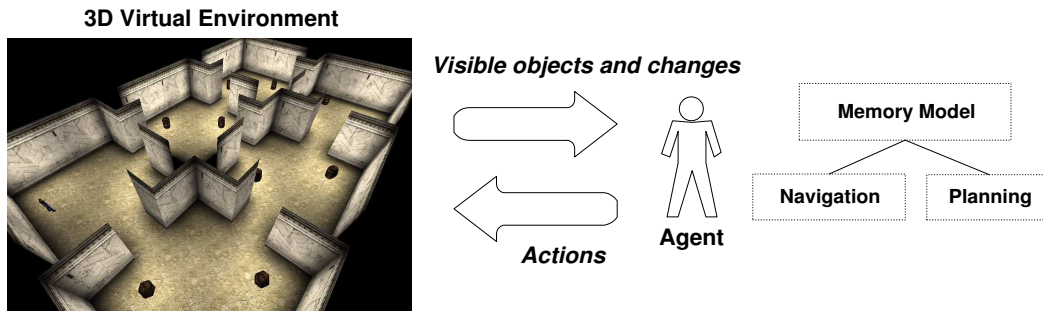 3D Virtual Environment
Visible objects and changes
Actions
Agent
Memory Model
Navigation
Planning